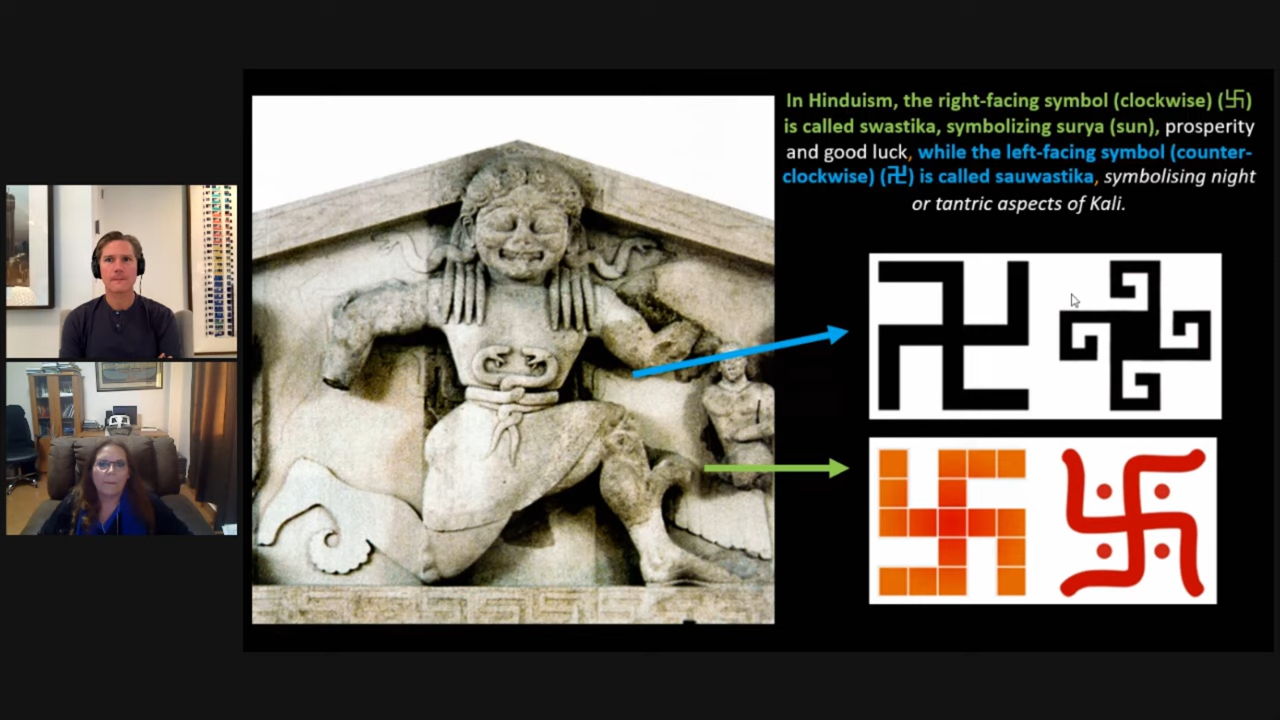 In Hinduism, the right-facing symbol (clockwise) (卐)
is called swastika, symbolizing surya (sun), prosperity
and good luck, while the left-facing symbol (counter-
clockwise) (卍) is called sauwastika, symbolising night
or tantric aspects of Kali.